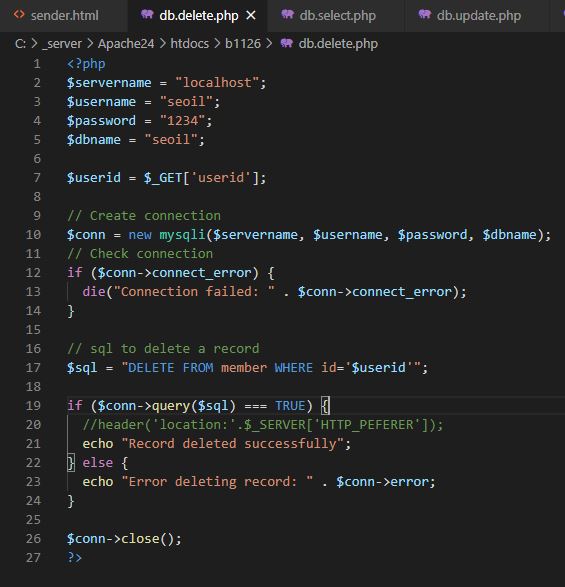 sender.html db.delete.php × db.select.php db.update.php
C: > _server > Apache24 > htdocs > b1126 > db.delete.php
1 <?php
2 $servername = "localhost";
3 $username = "seoil";
4 $password = "1234";
5 $dbname = "seoil";
6
7 $userid = $_GET['userid'];
8
9 // Create connection
10 $conn = new mysqli($servername, $username, $password, $dbname);
11 // Check connection
12 if ($conn->connect_error) {
13 die("Connection failed: " . $conn->connect_error);
14 }
15
16 // sql to delete a record
17 $sql = "DELETE FROM member WHERE id='$userid'";
18
19 if ($conn->query($sql) === TRUE) {
20 //header('location:'.$_SERVER['HTTP_PEFERER']);
21 echo "Record deleted successfully";
22 } else {
23 echo "Error deleting record: " . $conn->error;
24 }
25
26 $conn->close();
27 ?>